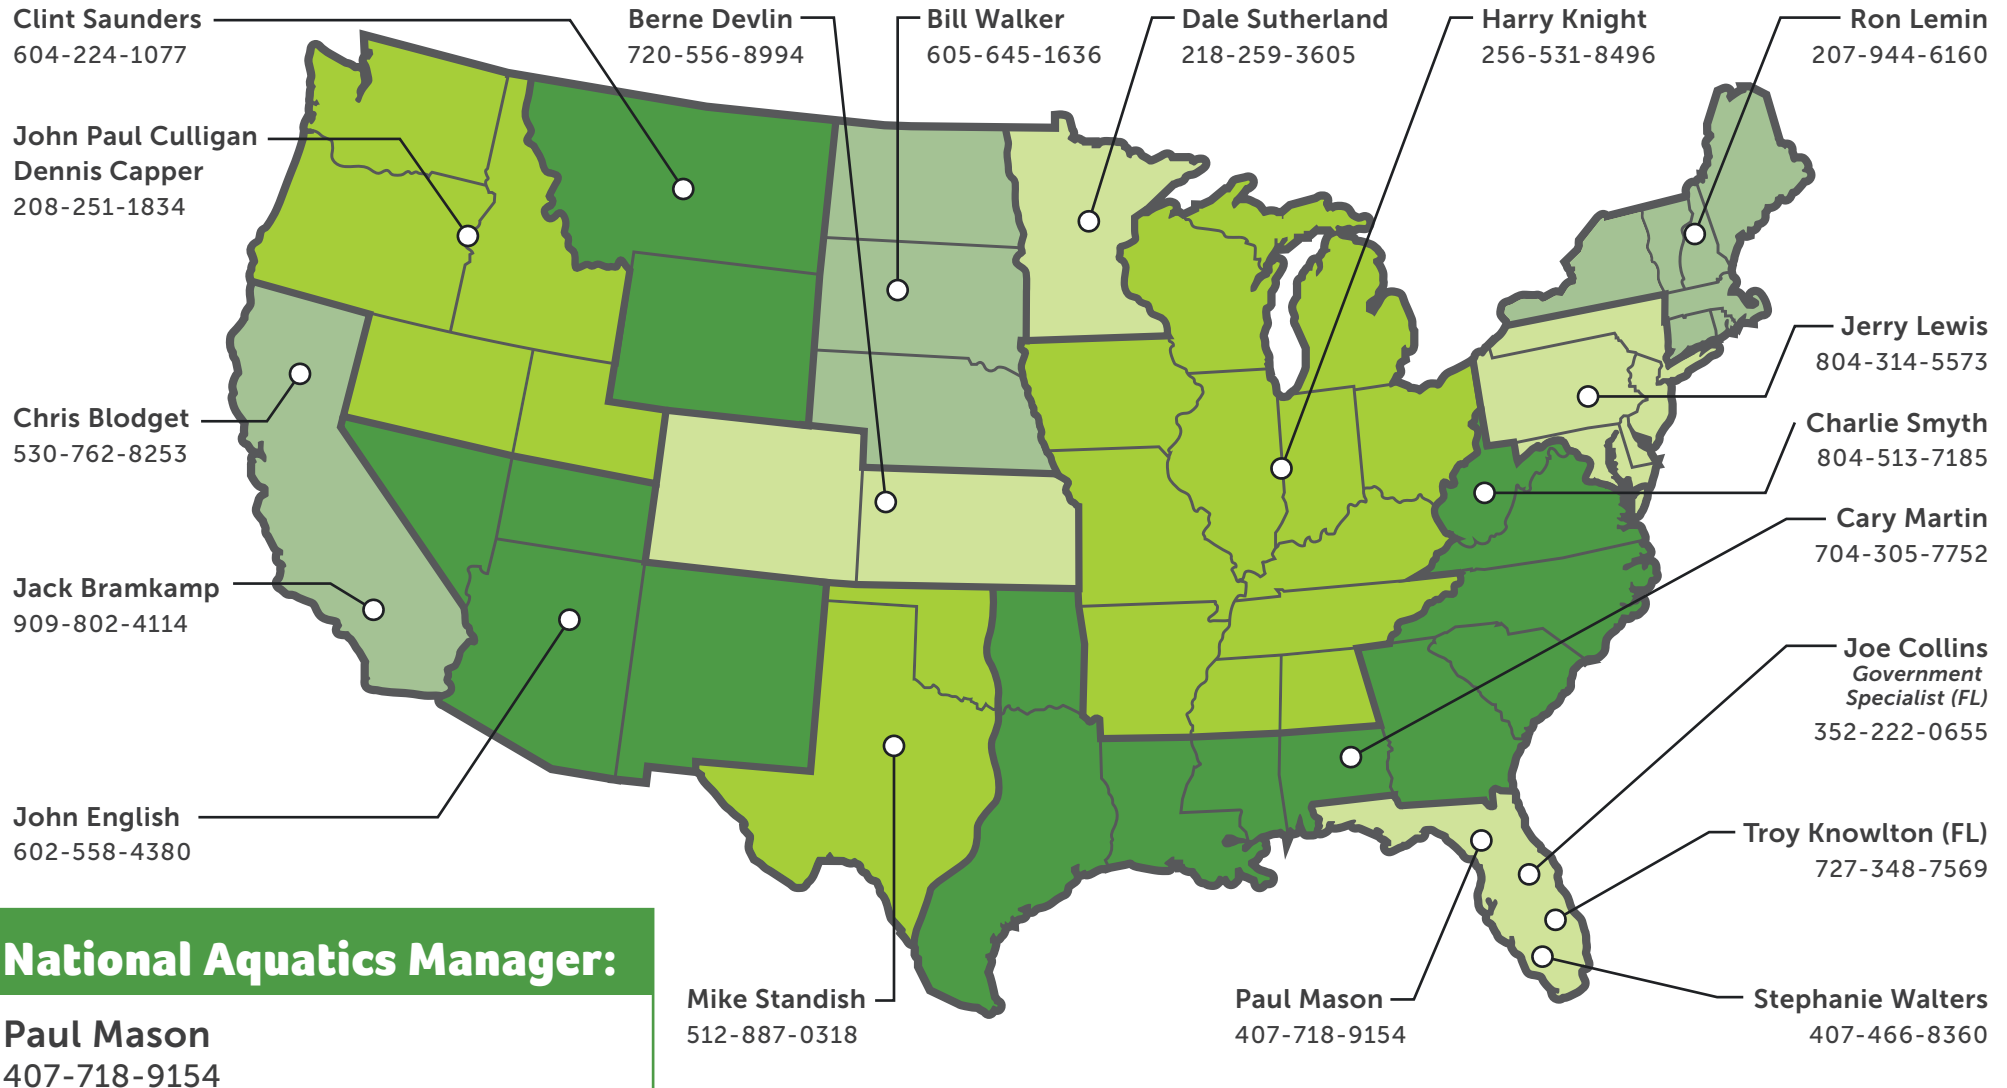 Clint Saunders
604-224-1077
Berne Devlin
720-556-8994
Bill Walker
605-645-1636
Dale Sutherland
218-259-3605
Harry Knight
256-531-8496
Ron Lemin
207-944-6160
John Paul Culligan
Dennis Capper
208-251-1834
Jerry Lewis
804-314-5573
Chris Blodget
530-762-8253
Charlie Smyth
804-513-7185
Cary Martin
704-305-7752
Jack Bramkamp
909-802-4114
Joe Collins
Government
Specialist (FL)
352-222-0655
John English
602-558-4380
Troy Knowlton (FL)
727-348-7569
Mike Standish
512-887-0318
Paul Mason
407-718-9154
Stephanie Walters
407-466-8360
National Aquatics Manager:
Paul Mason
407-718-9154